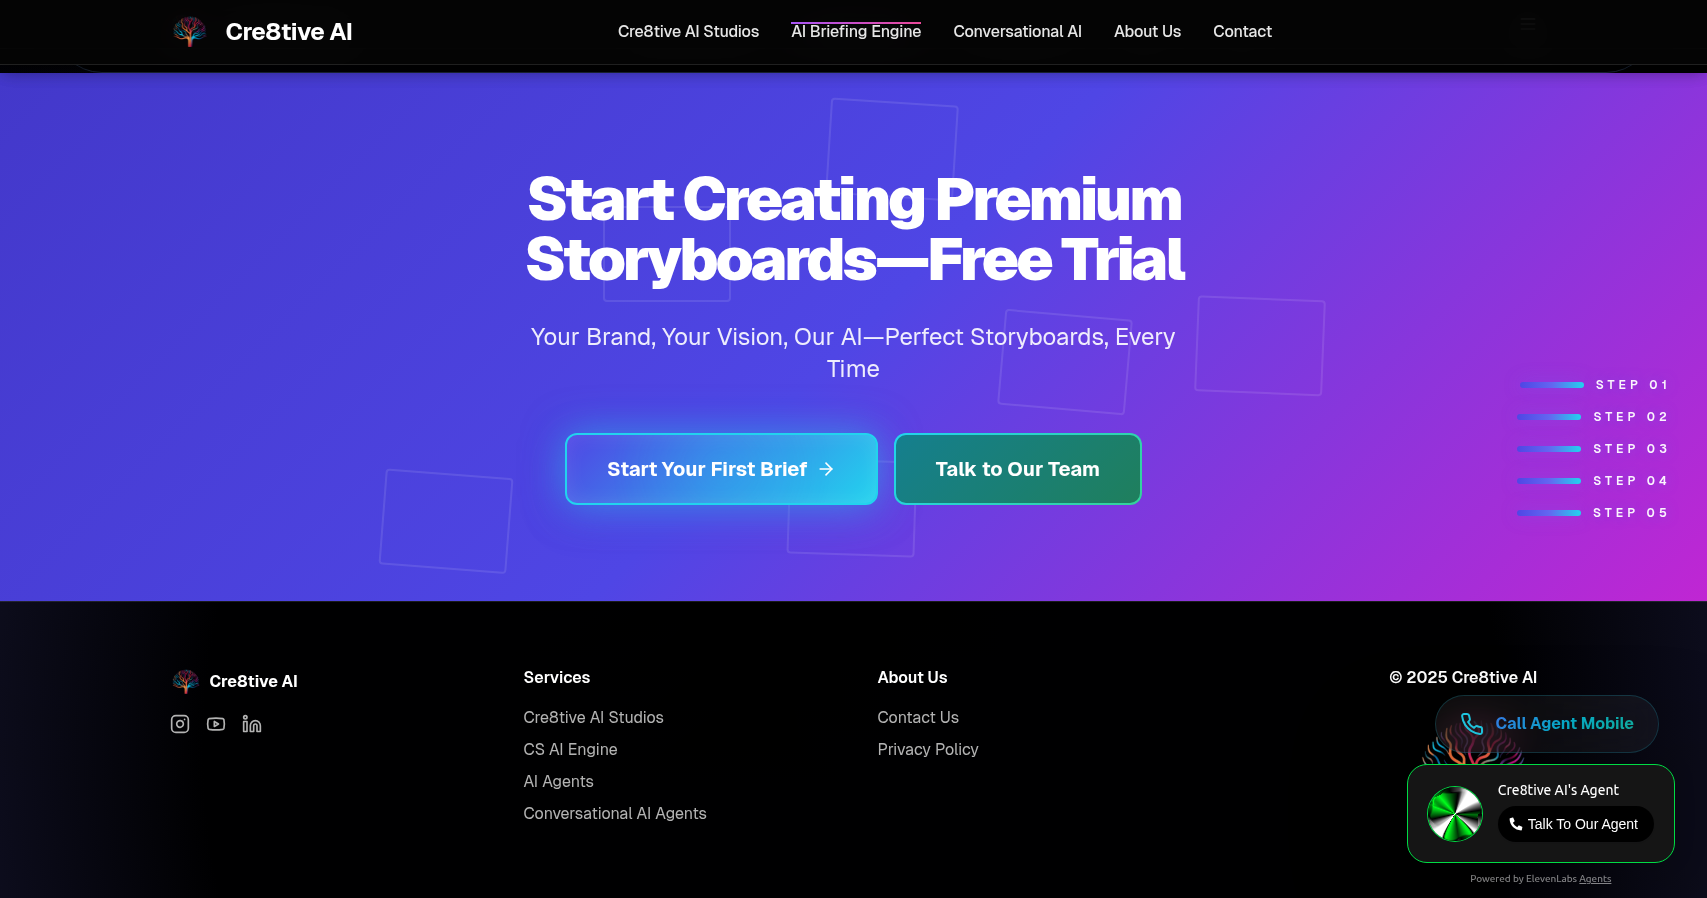 Cre8tive AI
Cre8tive AI Studios
AI Briefing Engine
Conversational AI
About Us
Contact
Start Creating Premium
Storyboards—Free Trial
Your Brand, Your Vision, Our AI—Perfect Storyboards, Every
Time
Start Your First Brief
Talk to Our Team
STEP 01
STEP 02
STEP 03
STEP 04
STEP 05
Cre8tive AI
Services
Cre8tive AI Studios
CS AI Engine
AI Agents
Conversational AI Agents
About Us
Contact Us
Privacy Policy
© 2025 Cre8tive AI
Call Agent Mobile
Cre8tive AI's Agent
Talk To Our Agent
Powered by ElevenLabs Agents